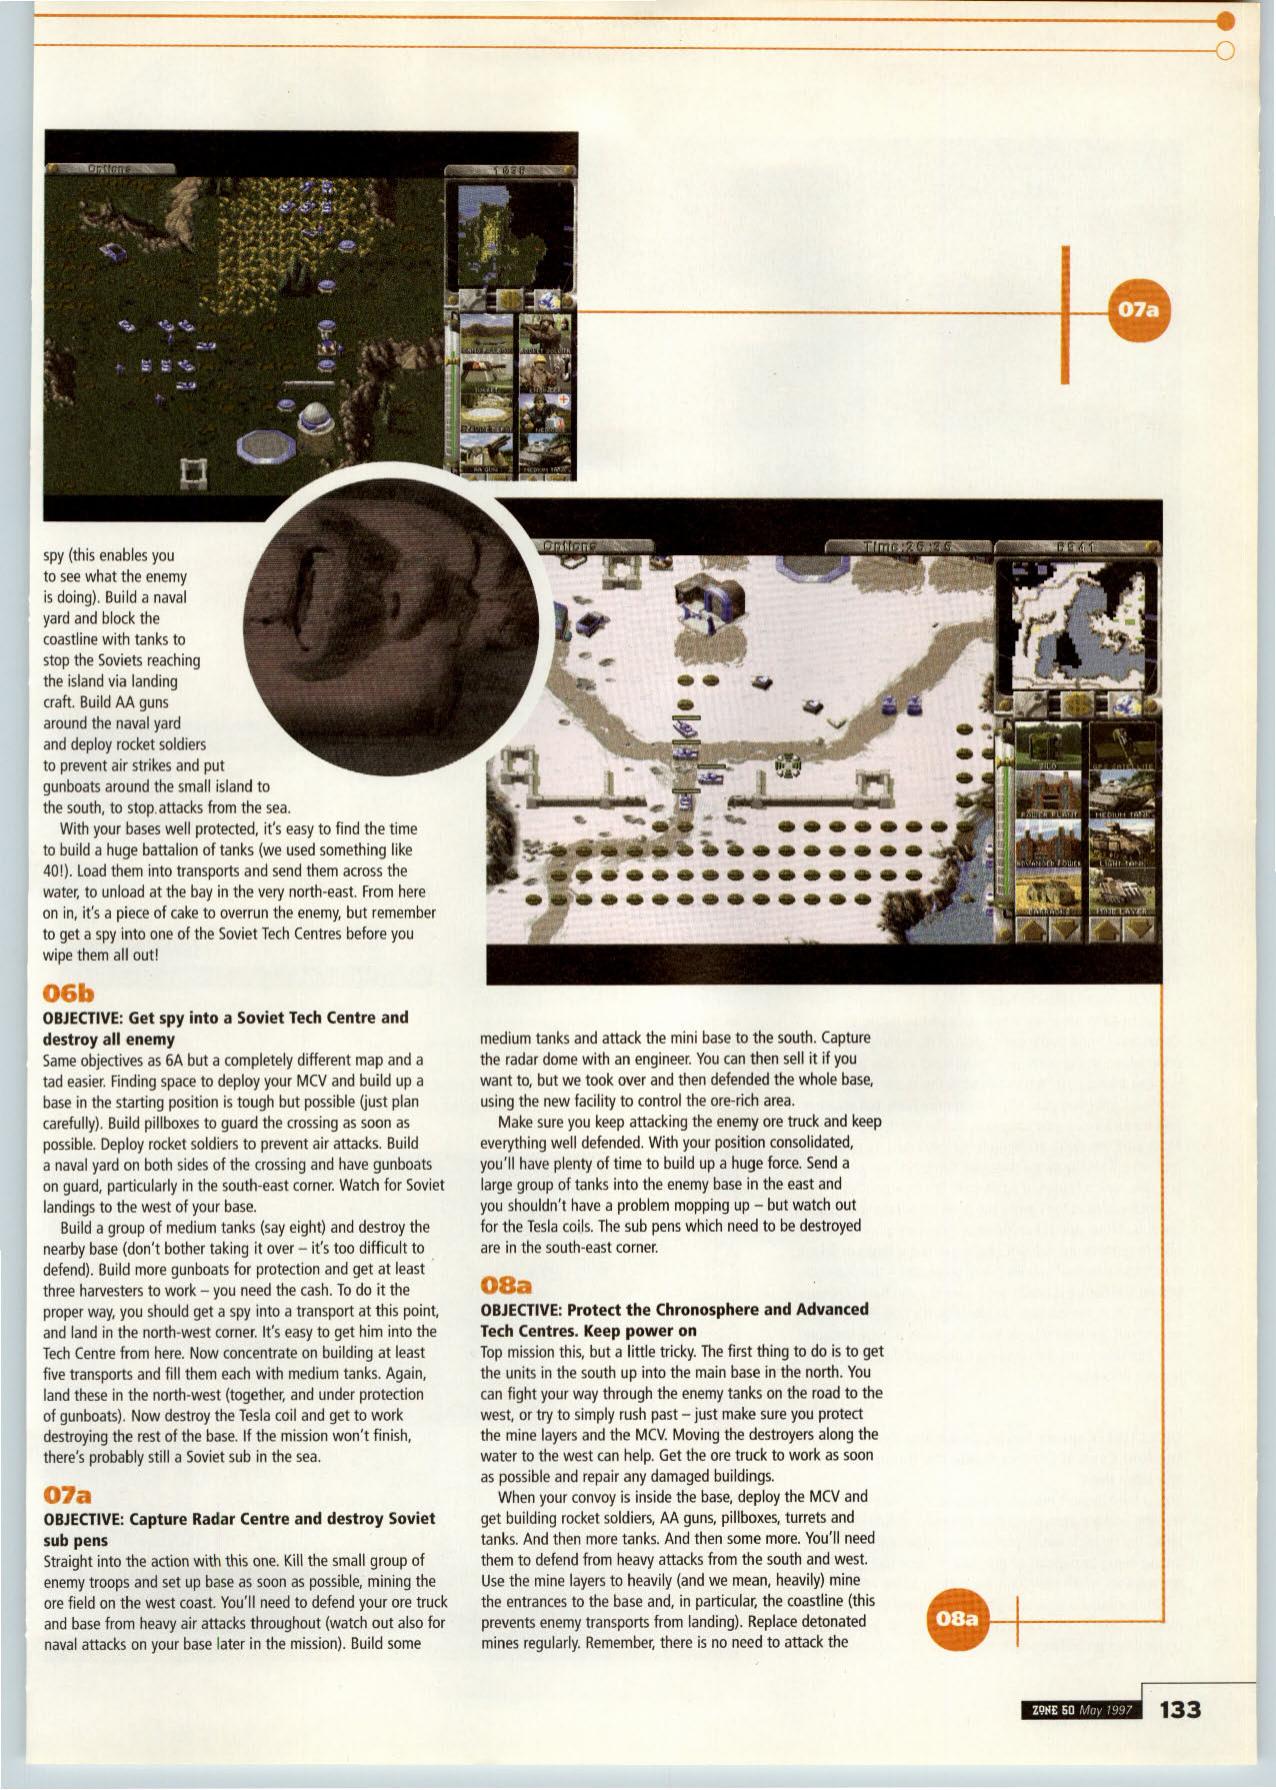 Options
1026
07a
spy (this enables you
to see what the enemy
is doing). Build a naval
yard and block the
coastline with tanks to
stop the Soviets reaching
the island via landing
craft. Build AA guns
around the naval yard
and deploy rocket soldiers
to prevent air strikes and put
gunboats around the small island to
the south, to stop attacks from the sea.
With your bases well protected, it's easy to find the time
to build a huge battalion of tanks (we used something like
40!). Load them into transports and send them across the
water, to unload at the bay in the very north-east. From here
on in, it's a piece of cake to overrun the enemy, but remember
to get a spy into one of the Soviet Tech Centres before you
wipe them all out!
06b
OBJECTIVE: Get spy into a Soviet Tech Centre and
destroy all enemy
Same objectives as 6A but a completely different map and a
tad easier. Finding space to deploy your MCV and build up a
base in the starting position is tough but possible (just plan
carefully). Build pillboxes to guard the crossing as soon as
possible. Deploy rocket soldiers to prevent air attacks. Build
a naval yard on both sides of the crossing and have gunboats
on guard, particularly in the south-east corner. Watch for Soviet
landings to the west of your base.
Build a group of medium tanks (say eight) and destroy the
nearby base (don't bother taking it over – it's too difficult to
defend). Build more gunboats for protection and get at least
three harvesters to work – you need the cash. To do it the
proper way, you should get a spy into a transport at this point,
and land in the north-west corner. It's easy to get him into the
Tech Centre from here. Now concentrate on building at least
five transports and fill them each with medium tanks. Again,
land these in the north-west (together, and under protection
of gunboats). Now destroy the Tesla coil and get to work
destroying the rest of the base. If the mission won't finish,
there's probably still a Soviet sub in the sea.
07a
OBJECTIVE: Capture Radar Centre and destroy Soviet
sub pens
Straight into the action with this one. Kill the small group of
enemy troops and set up base as soon as possible, mining the
ore field on the west coast. You'll need to defend your ore truck
and base from heavy air attacks throughout (watch out also for
naval attacks on your base later in the mission). Build some
Options
Time:26:26
POWER PLANT
MEDIUM TANK
ADVANCED POWER
LIGHT TANK
MINE LAYER
medium tanks and attack the mini base to the south. Capture
the radar dome with an engineer. You can then sell it if you
want to, but we took over and then defended the whole base,
using the new facility to control the ore-rich area.
Make sure you keep attacking the enemy ore truck and keep
everything well defended. With your position consolidated,
you'll have plenty of time to build up a huge force. Send a
large group of tanks into the enemy base in the east and
you shouldn't have a problem mopping up – but watch out
for the Tesla coils. The sub pens which need to be destroyed
are in the south-east corner.
08a
OBJECTIVE: Protect the Chronosphere and Advanced
Tech Centres. Keep power on
Top mission this, but a little tricky. The first thing to do is to get
the units in the south up into the main base in the north. You
can fight your way through the enemy tanks on the road to the
west, or try to simply rush past – just make sure you protect
the mine layers and the MCV. Moving the destroyers along the
water to the west can help. Get the ore truck to work as soon
as possible and repair any damaged buildings.
When your convoy is inside the base, deploy the MCV and
get building rocket soldiers, AA guns, pillboxes, turrets and
tanks. And then more tanks. And then some more. You'll need
them to defend from heavy attacks from the south and west.
Use the mine layers to heavily (and we mean, heavily) mine
the entrances to the base and, in particular, the coastline (this
prevents enemy transports from landing). Replace detonated
mines regularly. Remember, there is no need to attack the
08a
ZONE 50 May 1997
133